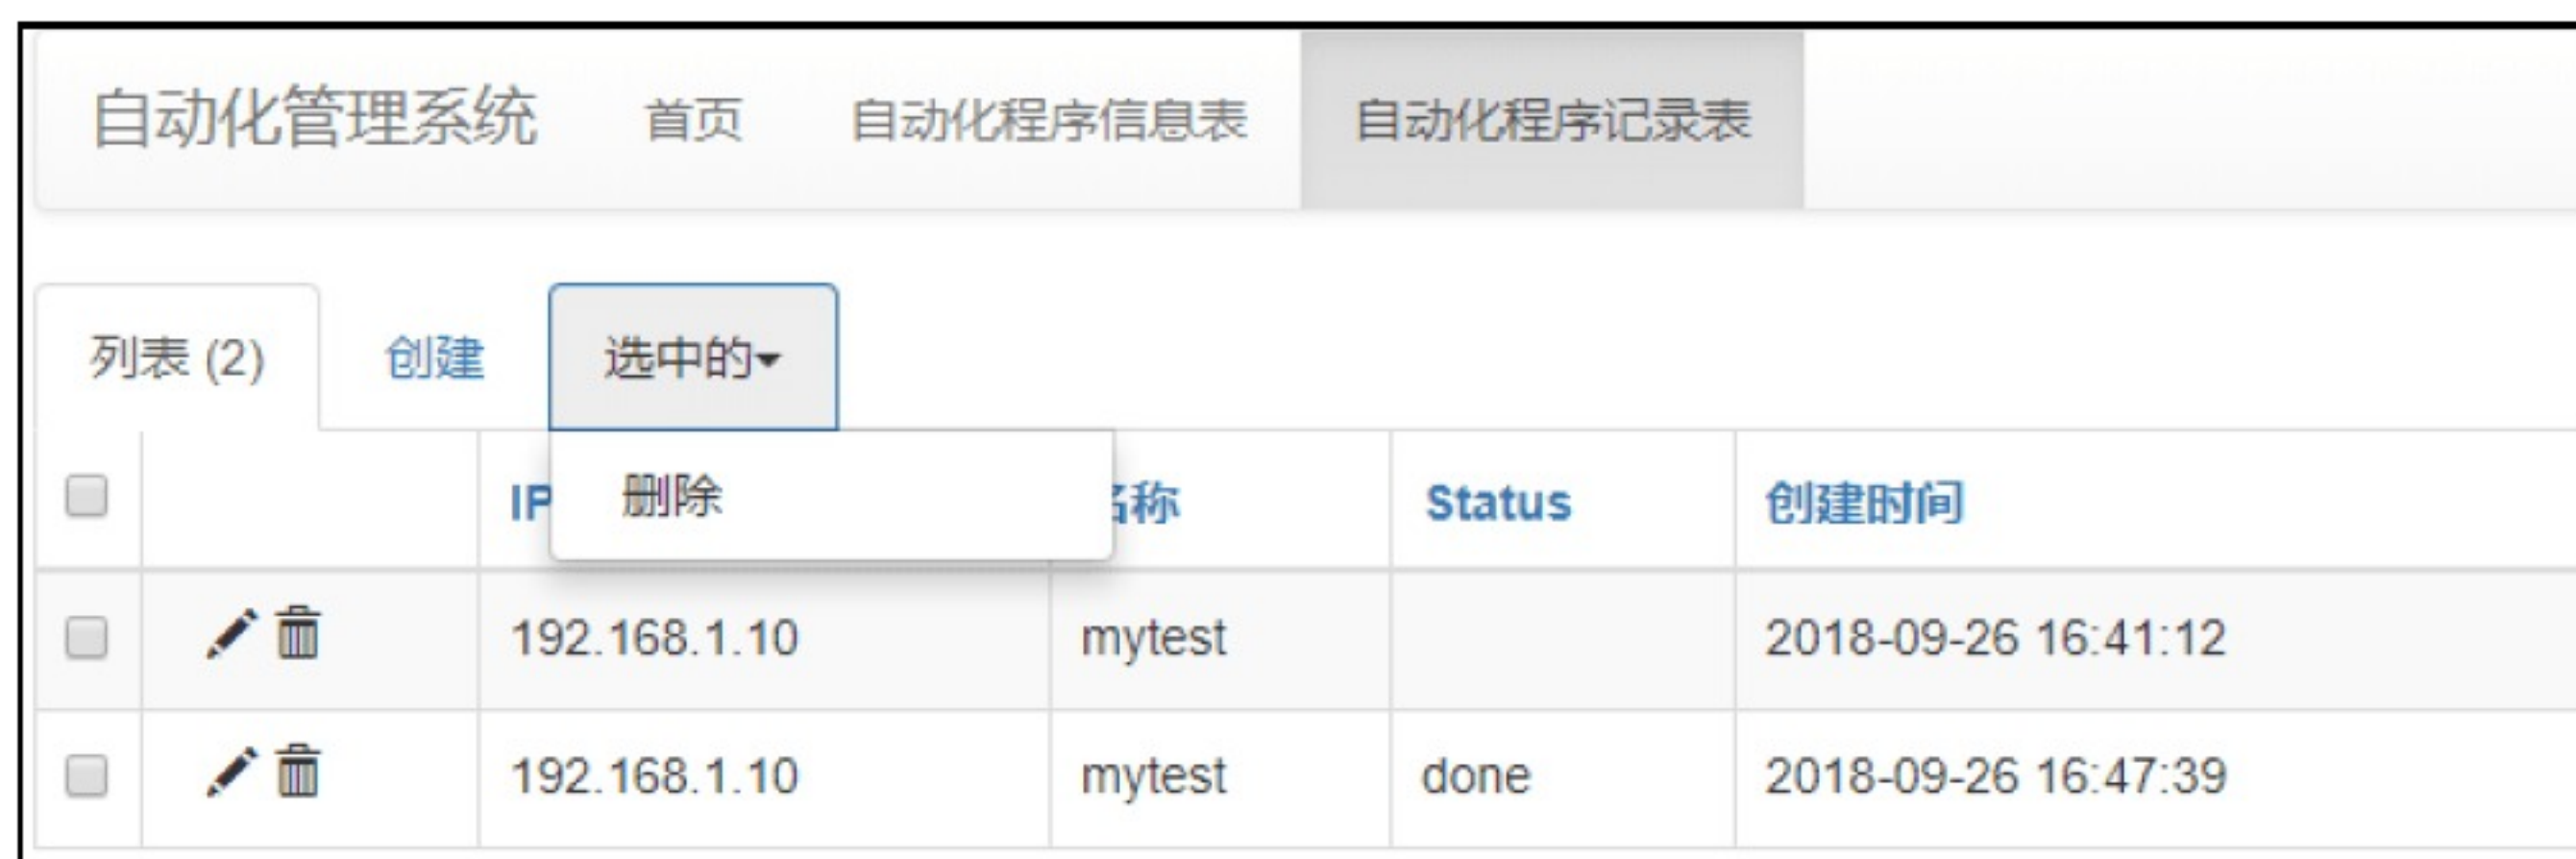 自动化管理系统 首页 自动化程序信息表 自动化程序记录表
列表 (2) 创建 选中的
删除
IP 称 Status 创建时间
192.168.1.10 mytest 2018-09-26 16:41:12
192.168.1.10 mytest done 2018-09-26 16:47:39